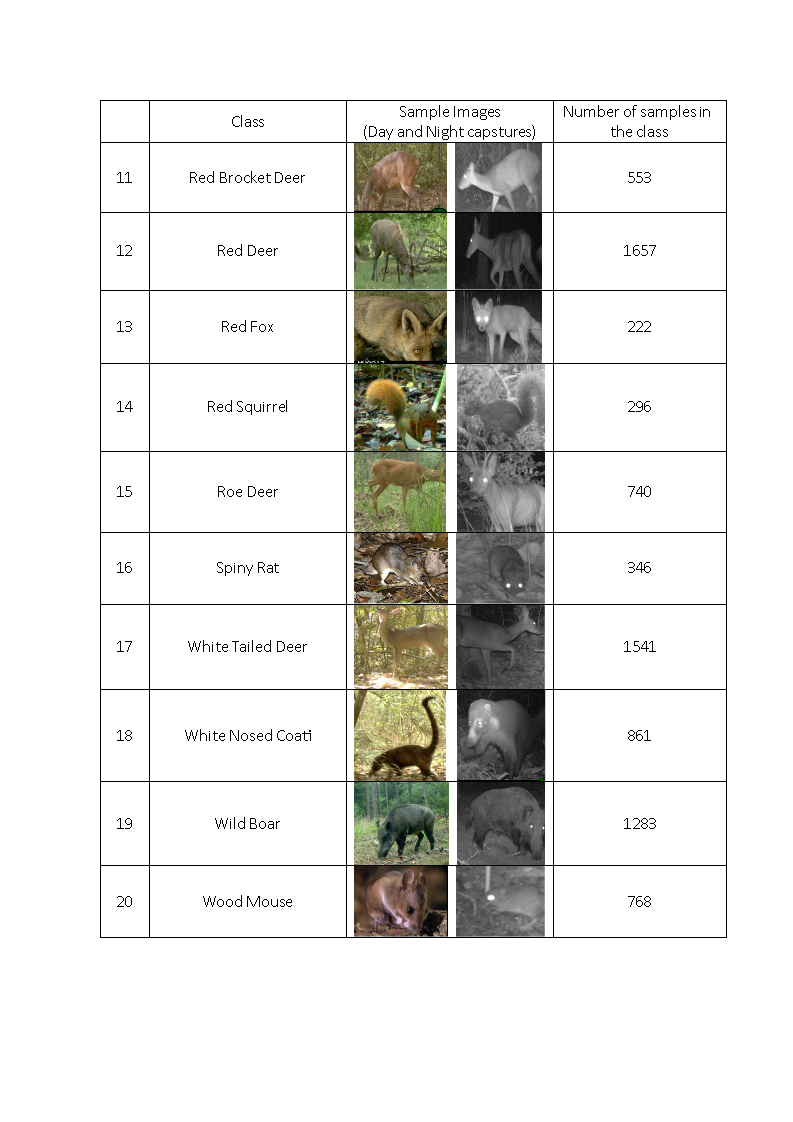 Class
Sample Images
(Day and Night capstures)
Number of samples in
the class
11 Red Brocket Deer 553
12 Red Deer 1657
13 Red Fox 222
14 Red Squirrel 296
15 Roe Deer 740
16 Spiny Rat 346
17 White Tailed Deer 1541
18 White Nosed Coati 861
19 Wild Boar 1283
20 Wood Mouse 768